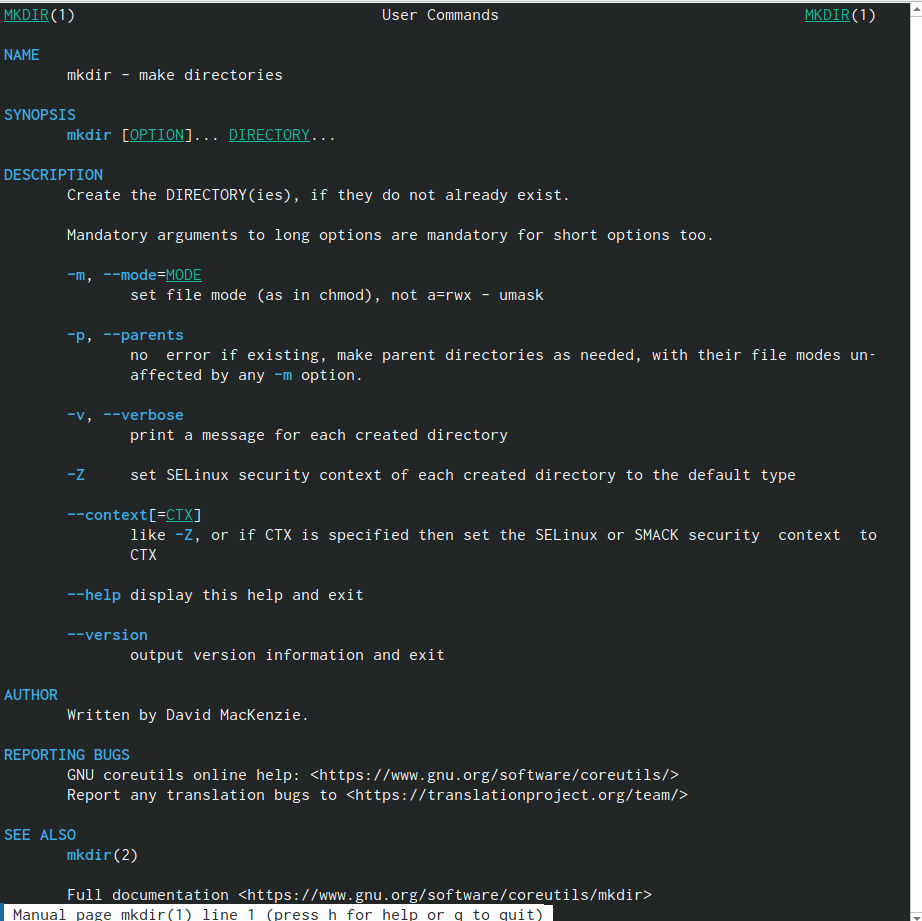 MKDIR(1) User Commands MKDIR(1)
NAME
mkdir - make directories
SYNOPSIS
mkdir [OPTION]... DIRECTORY...
DESCRIPTION
Create the DIRECTORY(ies), if they do not already exist.
Mandatory arguments to long options are mandatory for short options too.
-m, --mode=MODE
set file mode (as in chmod), not a=rwx - umask
-p, --parents
no error if existing, make parent directories as needed, with their file modes un-
affected by any -m option.
-v, --verbose
print a message for each created directory
-Z set SELinux security context of each created directory to the default type
--context[=CTX]
like -Z, or if CTX is specified then set the SELinux or SMACK security context to
CTX
--help display this help and exit
--version
output version information and exit
AUTHOR
Written by David MacKenzie.
REPORTING BUGS
GNU coreutils online help: <https://www.gnu.org/software/coreutils/>
Report any translation bugs to <https://translationproject.org/team/>
SEE ALSO
mkdir(2)
Full documentation <https://www.gnu.org/software/coreutils/mkdir>
Manual page mkdir(1) line 1 (press h for help or q to quit)